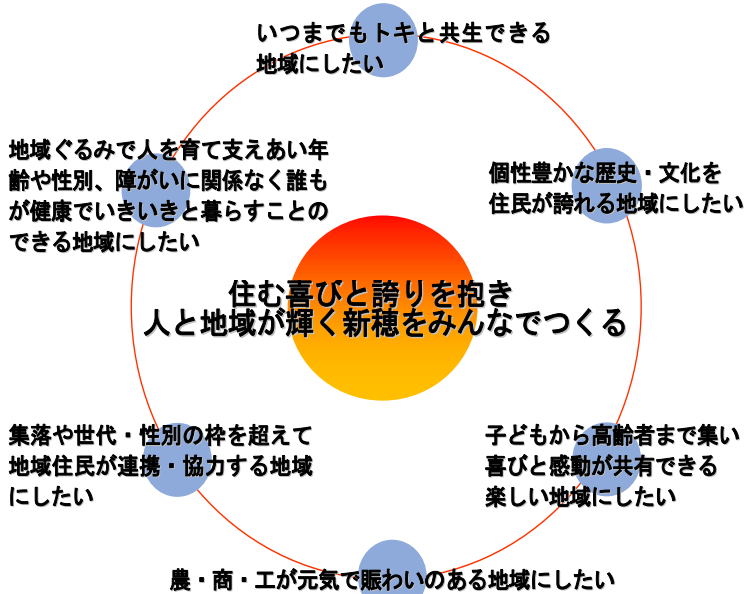 いつまでもトキと共生できる
地域にしたい
地域ぐるみで人を育て支えあい年
齢や性別、障がいに関係なく誰も
が健康でいきいきと暮らすことの
できる地域にしたい
個性豊かな歴史・文化を
住民が誇れる地域にしたい
住む喜びと誇りを抱き
人と地域が輝く新穂をみんなでつくる
集落や世代・性別の枠を超えて
地域住民が連携・協力する地域
にしたい
子どもから高齢者まで集い
喜びと感動が共有できる
楽しい地域にしたい
農・商・工が元気で賑わいのある地域にしたい